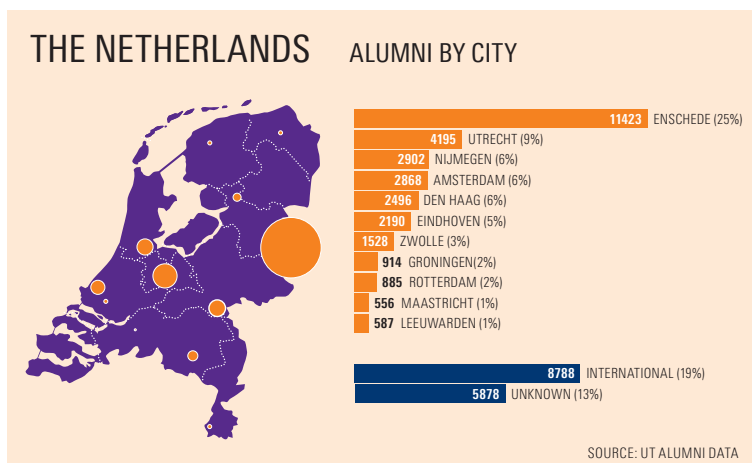 THE NETHERLANDS
ALUMNI BY CITY
11423 ENSCHEDE (25%)
4195 UTRECHT (9%)
2902 NIJMEGEN (6%)
2868 AMSTERDAM (6%)
2496 DEN HAAG (6%)
2190 EINDHOVEN (5%)
1528 ZWOLLE (3%)
914 GRONINGEN(2%)
885 ROTTERDAM (2%)
556 MAASTRICHT (1%)
587 LEEUWARDEN (1%)
8788 INTERNATIONAL (19%)
5878 UNKNOWN (13%)
SOURCE: UT ALUMNI DATA